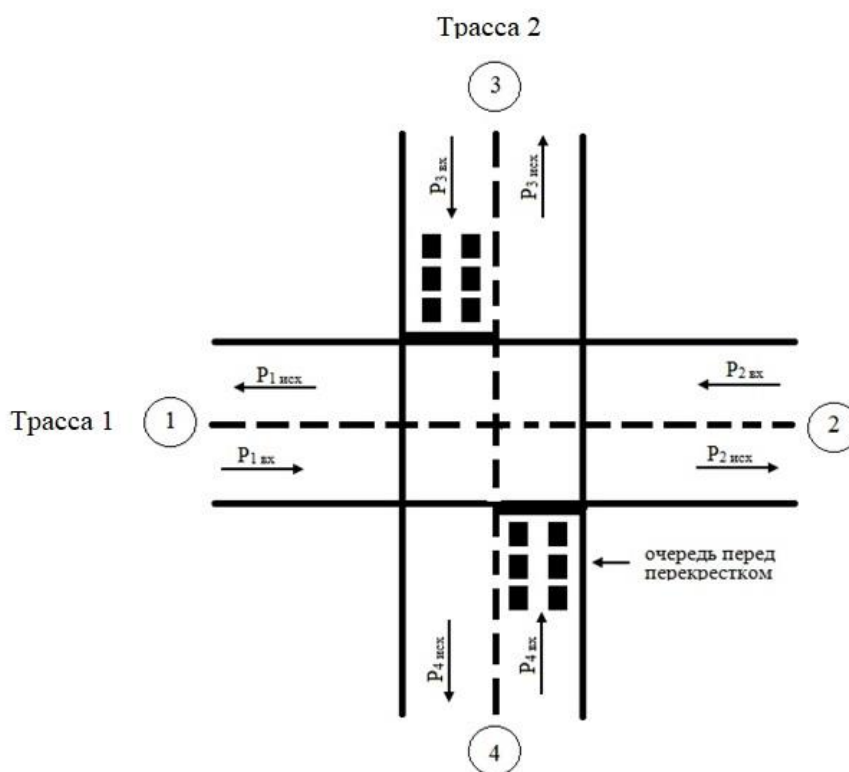 Трасса 2
3
P3 вх
P3 исх
P1 исх
P2 вх
Трасса 1
1
2
P1 вх
P2 исх
очередь перед
перекрестком
P4 исх
P4 вх
4